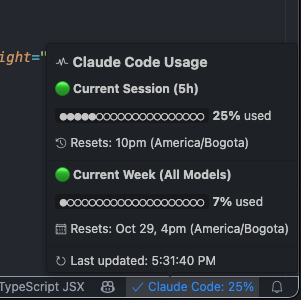 ight="
Claude Code Usage
Current Session (5h)
25% used
Resets: 10pm (America/Bogota)
Current Week (All Models)
7% used
Resets: Oct 29, 4pm (America/Bogota)
Last updated: 5:31:40 PM
TypeScript JSX
Claude Code: 25%